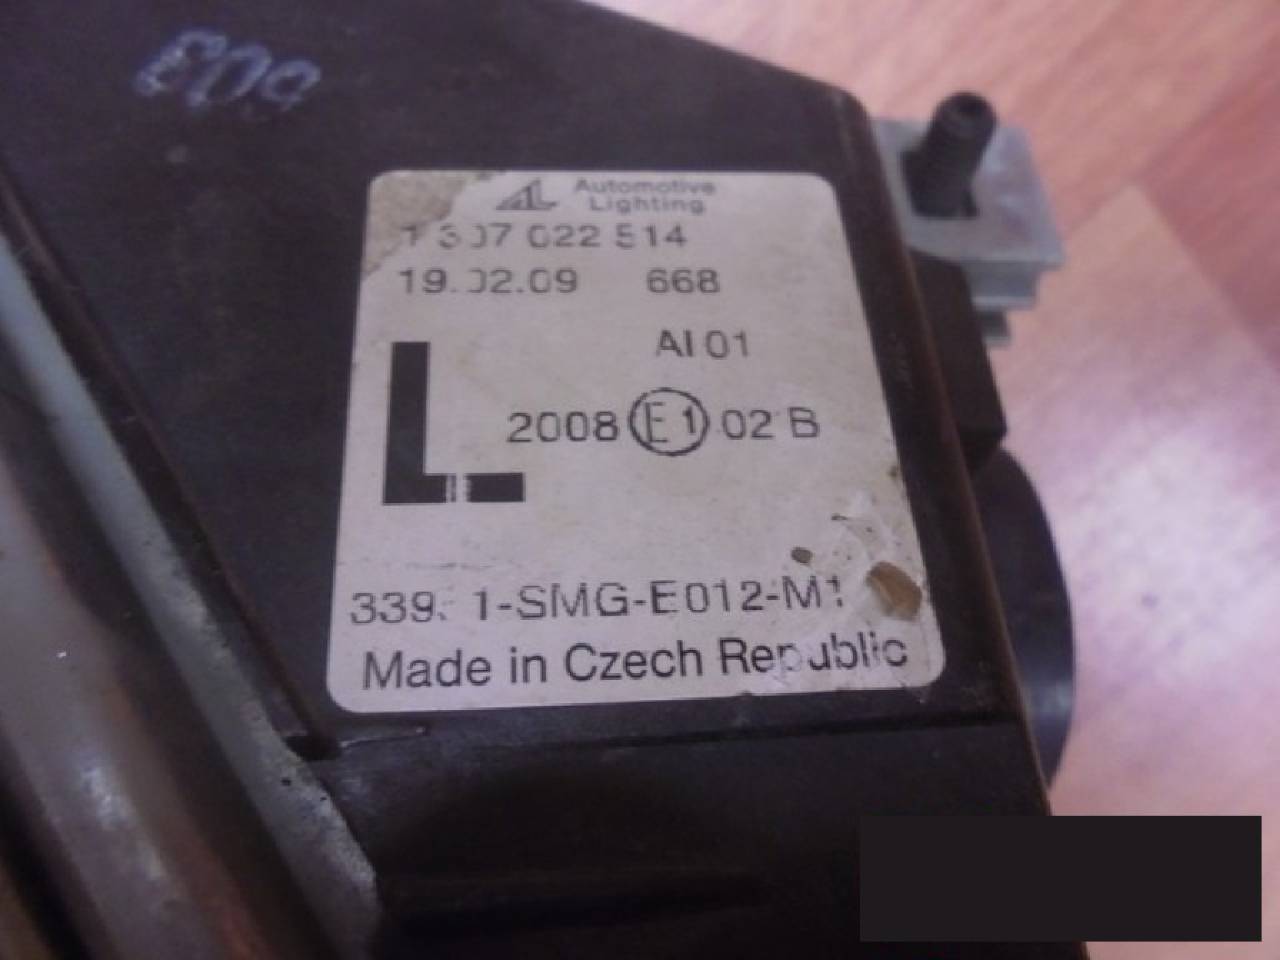 Automotive
Lighting
1 307 022 514
19.02.09 668
AI 01
L
2008 E1 02 B
1-SMG-E012-M1
Made in Czech Republic